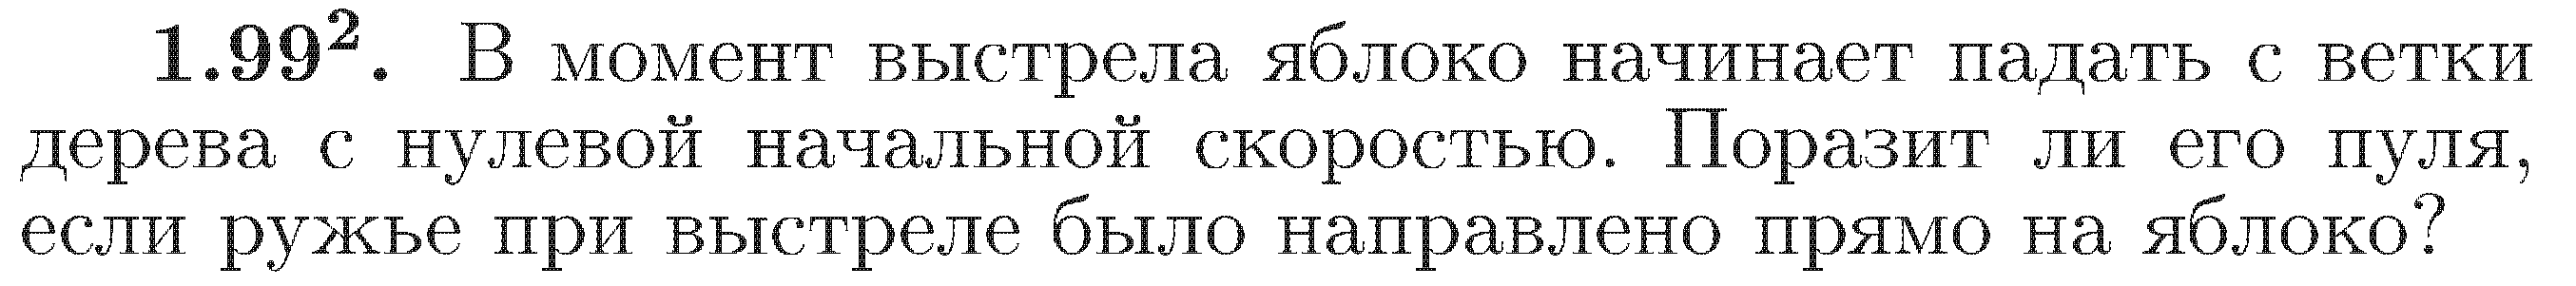 1.99². В момент выстрела яблоко начинает падать с ветки
дерева с нулевой начальной скоростью. Поразит ли его пуля,
если ружье при выстреле было направлено прямо на яблоко?